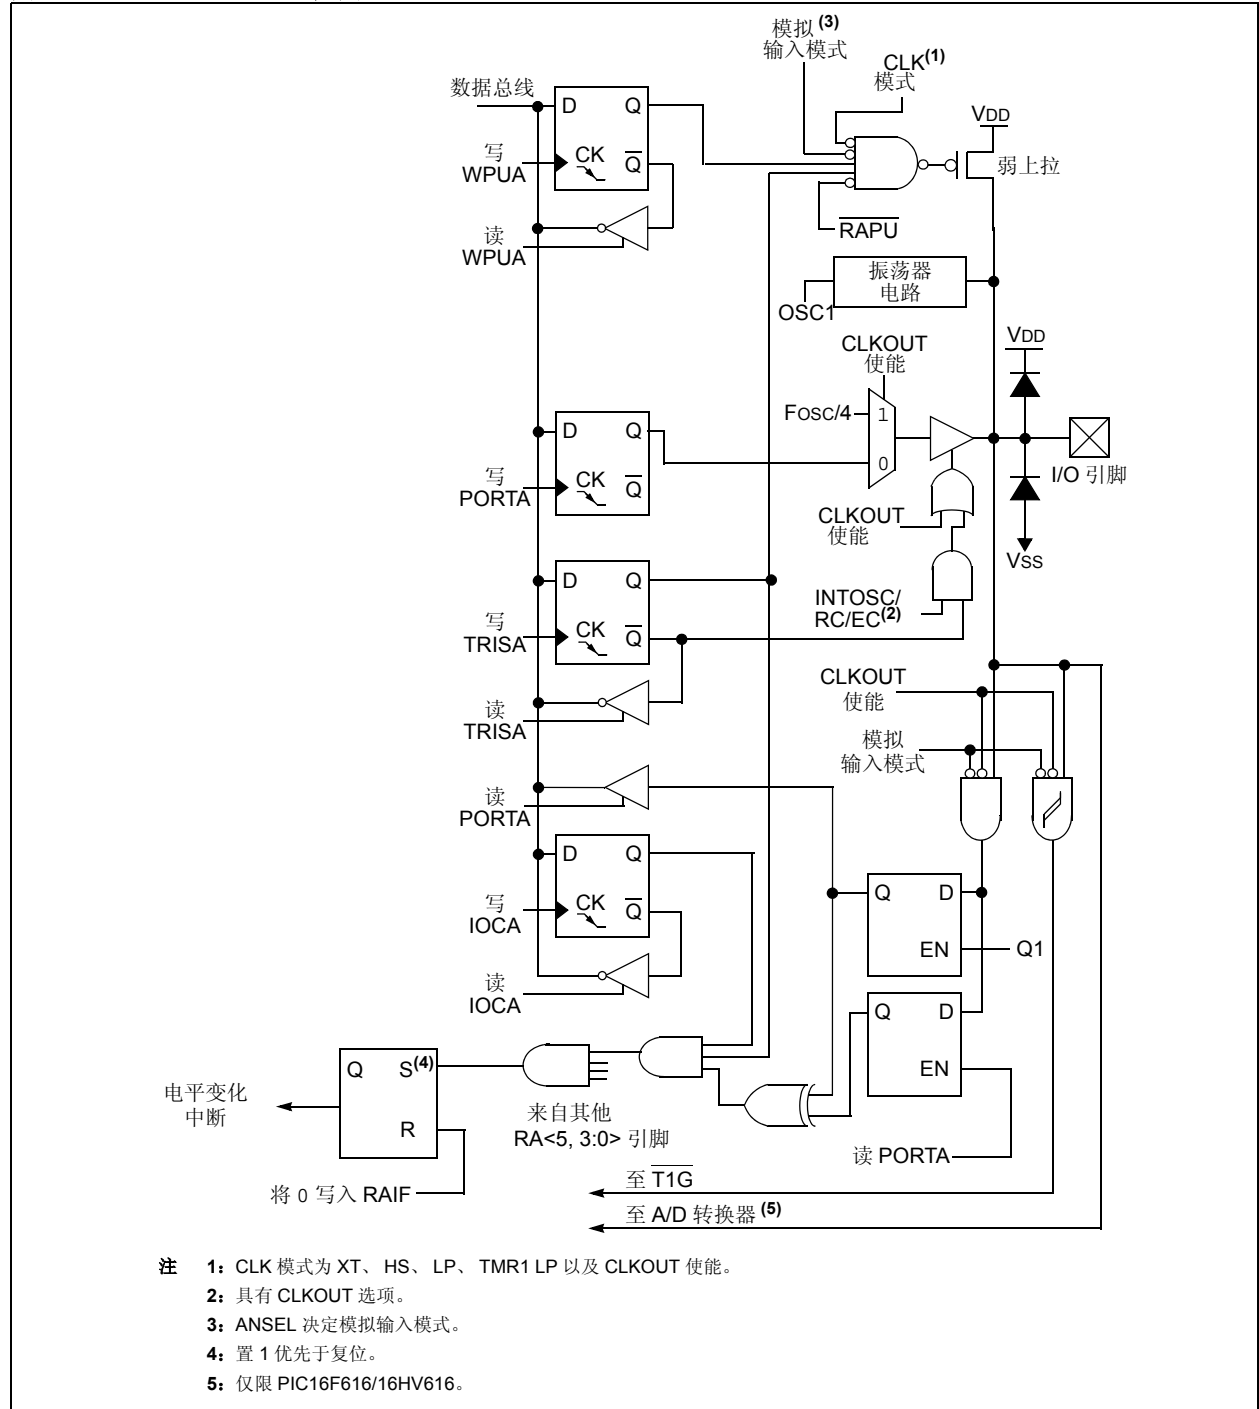 模拟 (3)
输入模式
CLK(1)
模式
数据总线
D Q
VDD
写
WPUA
CK Q
弱上拉
读
WPUA
RAPU
振荡器
电路
OSC1
CLKOUT
使能
VDD
FOSC/4
1
D Q
0
I/O 引脚
写
PORTA
CK Q
CLKOUT
使能
VSS
D Q
INTOSC/
RC/EC(2)
写
TRISA
CK Q
CLKOUT
使能
读
TRISA
模拟
输入模式
读
PORTA
D Q
Q D
写
IOCA
CK Q
EN
Q1
读
IOCA
Q D
EN
Q S(4)
R
电平变化
中断
来自其他
RA<5, 3:0> 引脚
读 PORTA
将 0 写入 RAIF
至 T1G
至 A/D 转换器 (5)
注 1: CLK 模式为 XT、 HS、 LP、 TMR1 LP 以及 CLKOUT 使能。
2: 具有 CLKOUT 选项。
3: ANSEL 决定模拟输入模式。
4: 置 1 优先于复位。
5: 仅限 PIC16F616/16HV616。